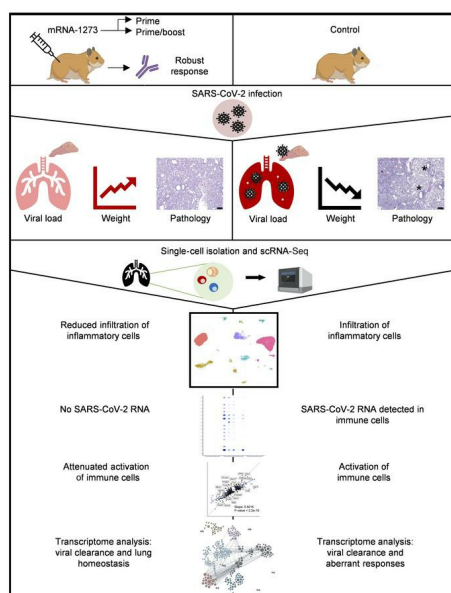 mRNA-1273
Prime
Prime/boost
Robust
response
Control
SARS-CoV-2 infection
Viral load
Weight
Pathology
Viral load
Weight
Pathology
Single-cell isolation and scRNA-Seq
Reduced infiltration of
inflammatory cells
Infiltration of
inflammatory cells
No SARS-CoV-2 RNA
SARS-CoV-2 RNA detected in
immune cells
Attenuated activation
of immune cells
Activation
of immune cells
Transcriptome analysis:
viral clearance and lung
homeostasis
Transcriptome analysis:
viral clearance and
aberrant responses